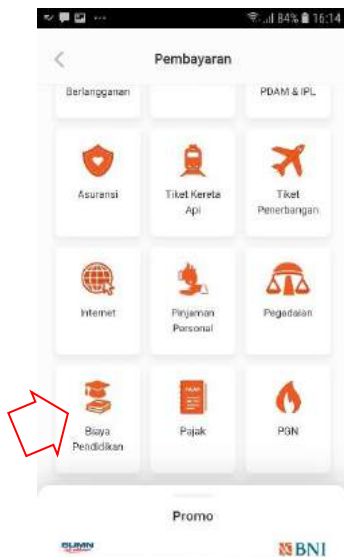 84% 16:14
Pembayaran
Berlangganan
PDAM & IPL
Asuransi
Tiket Kereta
Api
Tiket
Penerbangan
Internet
Pinjaman
Personal
Pegadaian
Biaya
Pendidikan
Pajak
PGN
Promo
BUMN
BNI